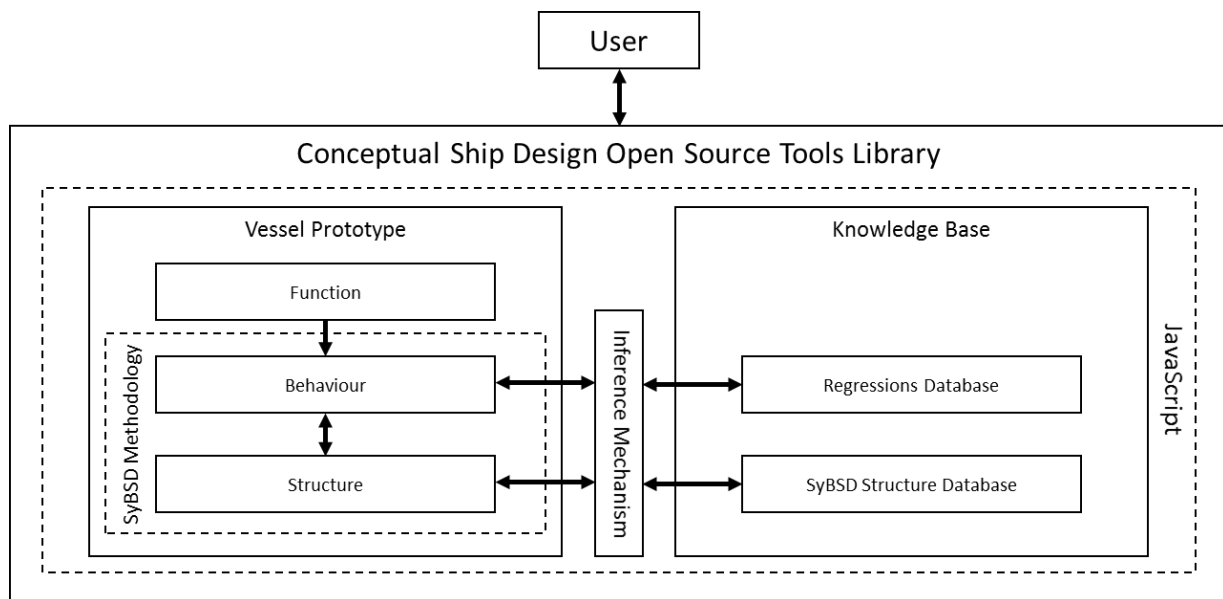 User
Conceptual Ship Design Open Source Tools Library
Vessel Prototype
Function
SyBSD Methodology
Behaviour
Structure
Inference Mechanism
Knowledge Base
Regressions Database
SyBSD Structure Database
JavaScript